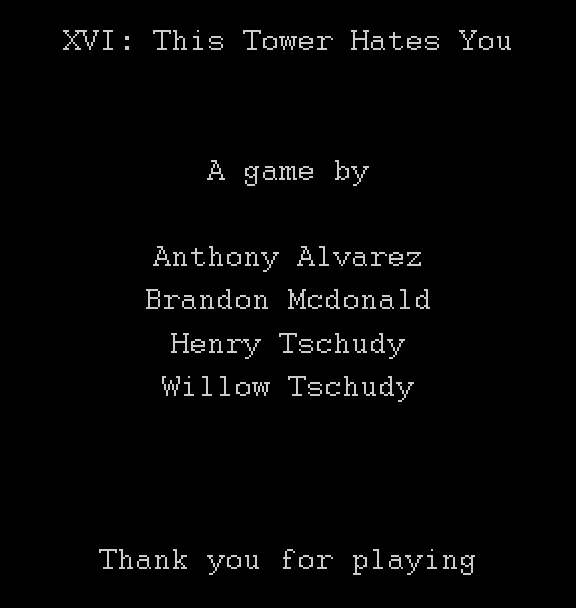 XVI: This Tower Hates You
A game by
Anthony Alvarez
Brandon Mcdonald
Henry Tschudy
Willow Tschudy
Thank you for playing